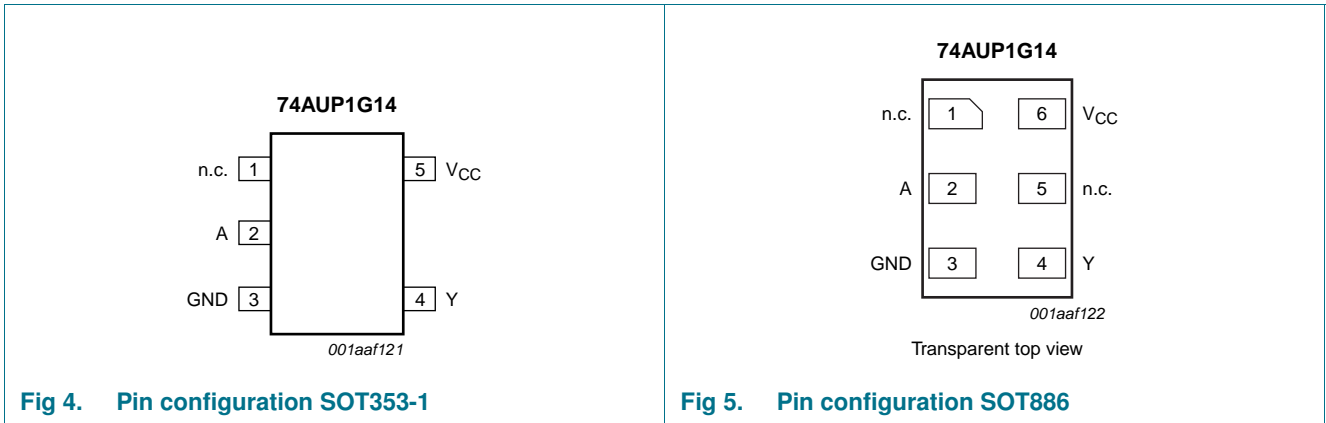 74AUP1G14
n.c. 1 5 VCC
A 2
GND 3 4 Y
001aaf121
Fig 4. Pin configuration SOT353-1
74AUP1G14
n.c. 1 6 VCC
A 2 5 n.c.
GND 3 4 Y
001aaf122
Transparent top view
Fig 5. Pin configuration SOT886